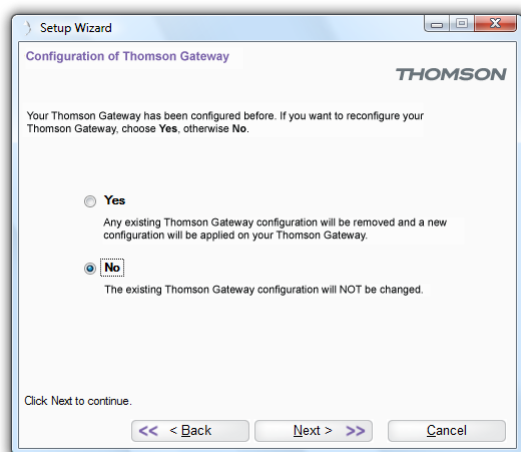 Setup Wizard
Configuration of Thomson Gateway
THOMSON
Your Thomson Gateway has been configured before. If you want to reconfigure your
Thomson Gateway, choose Yes, otherwise No.
Yes
Any existing Thomson Gateway configuration will be removed and a new
configuration will be applied on your Thomson Gateway.
No
The existing Thomson Gateway configuration will NOT be changed.
Click Next to continue.
<< < Back Next > >> Cancel